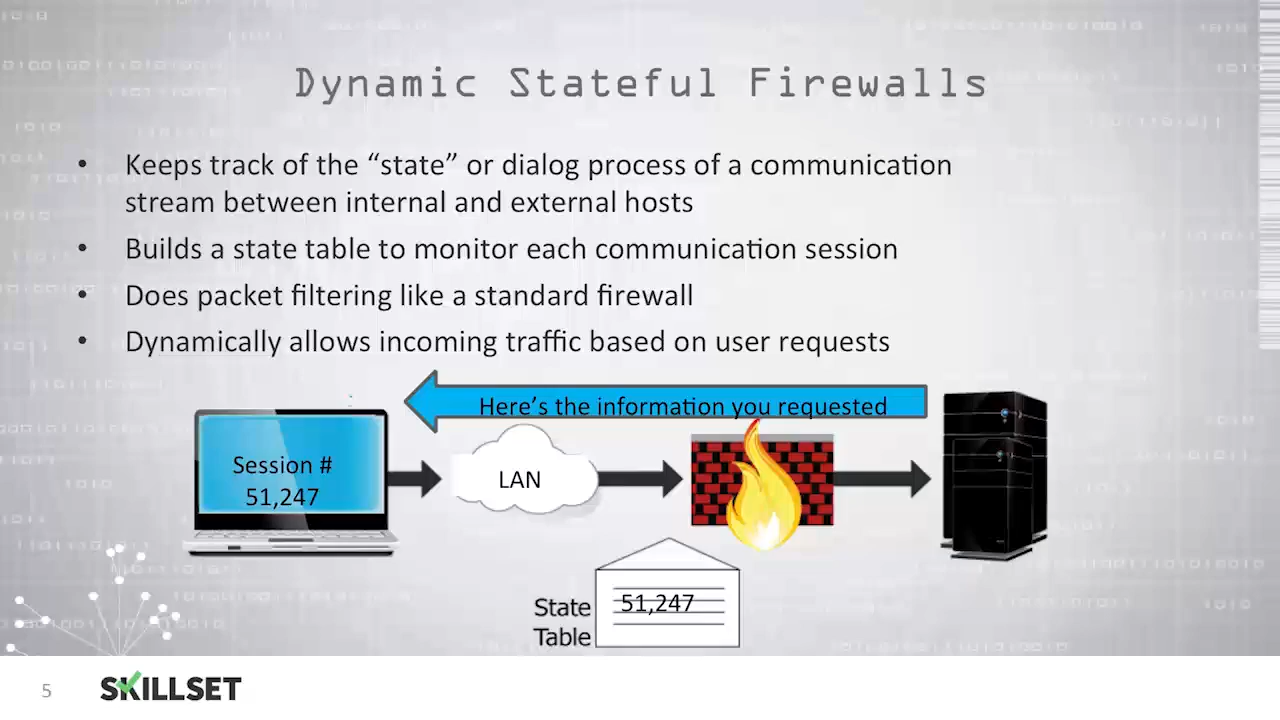 Dynamic Stateful Firewalls
• Keeps track of the “state” or dialog process of a communication
stream between internal and external hosts
• Builds a state table to monitor each communication session
• Does packet filtering like a standard firewall
• Dynamically allows incoming traffic based on user requests
Here’s the information you requested
Session #
51,247
LAN
State
Table
51,247
5
SKILLSET